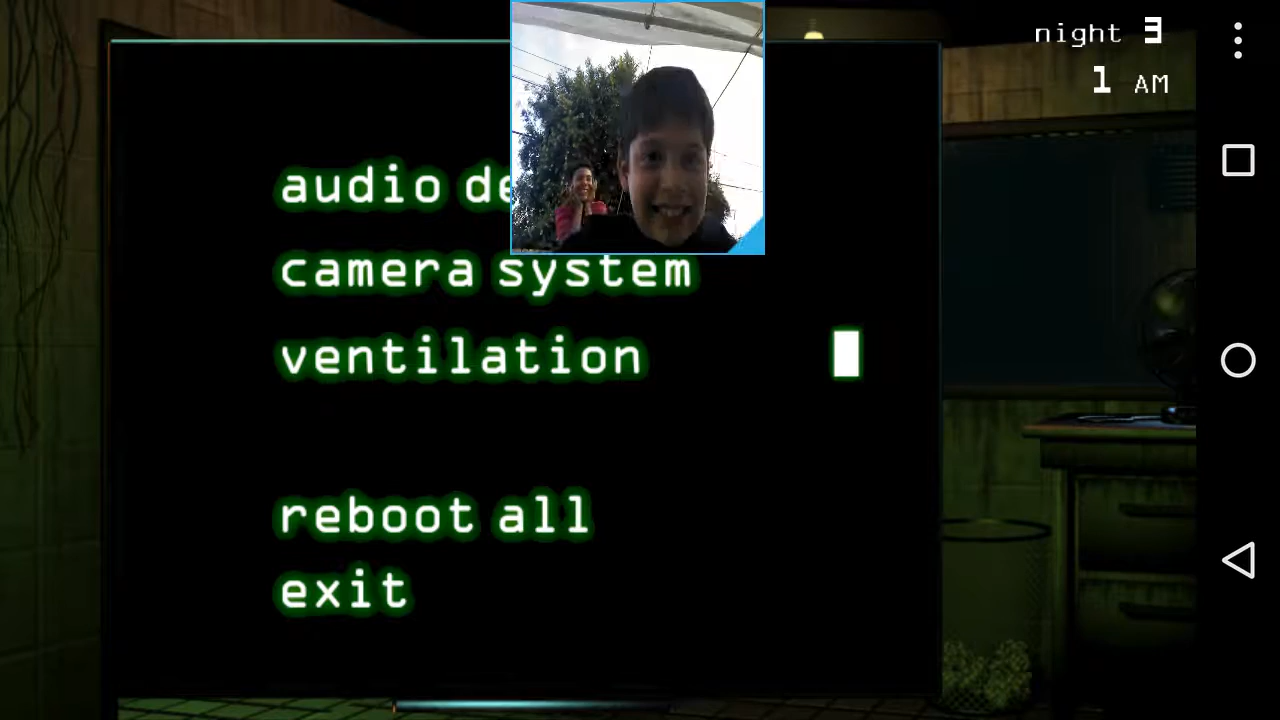 night 3
1 AM
audio de
camera system
ventilation
reboot all
exit